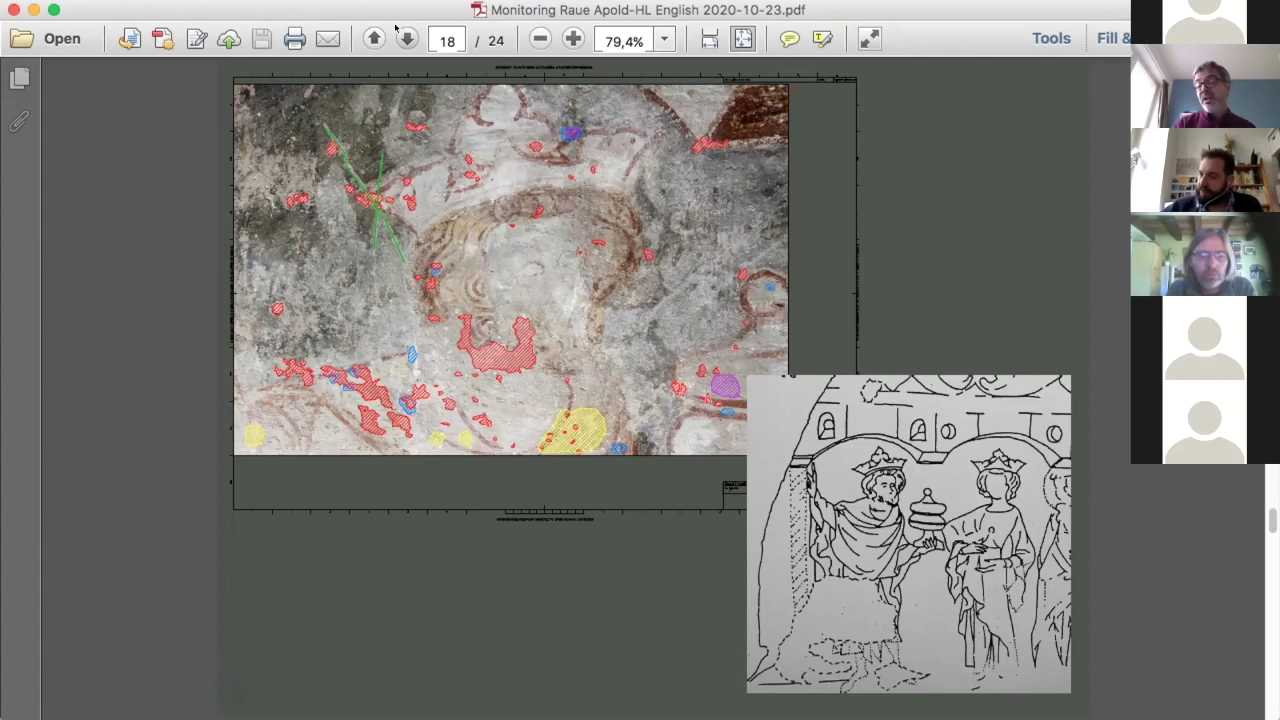 Monitoring Raue Apold-HL English 2020-10-23.pdf
Open
18 / 24
79,4%
Tools
Fill &